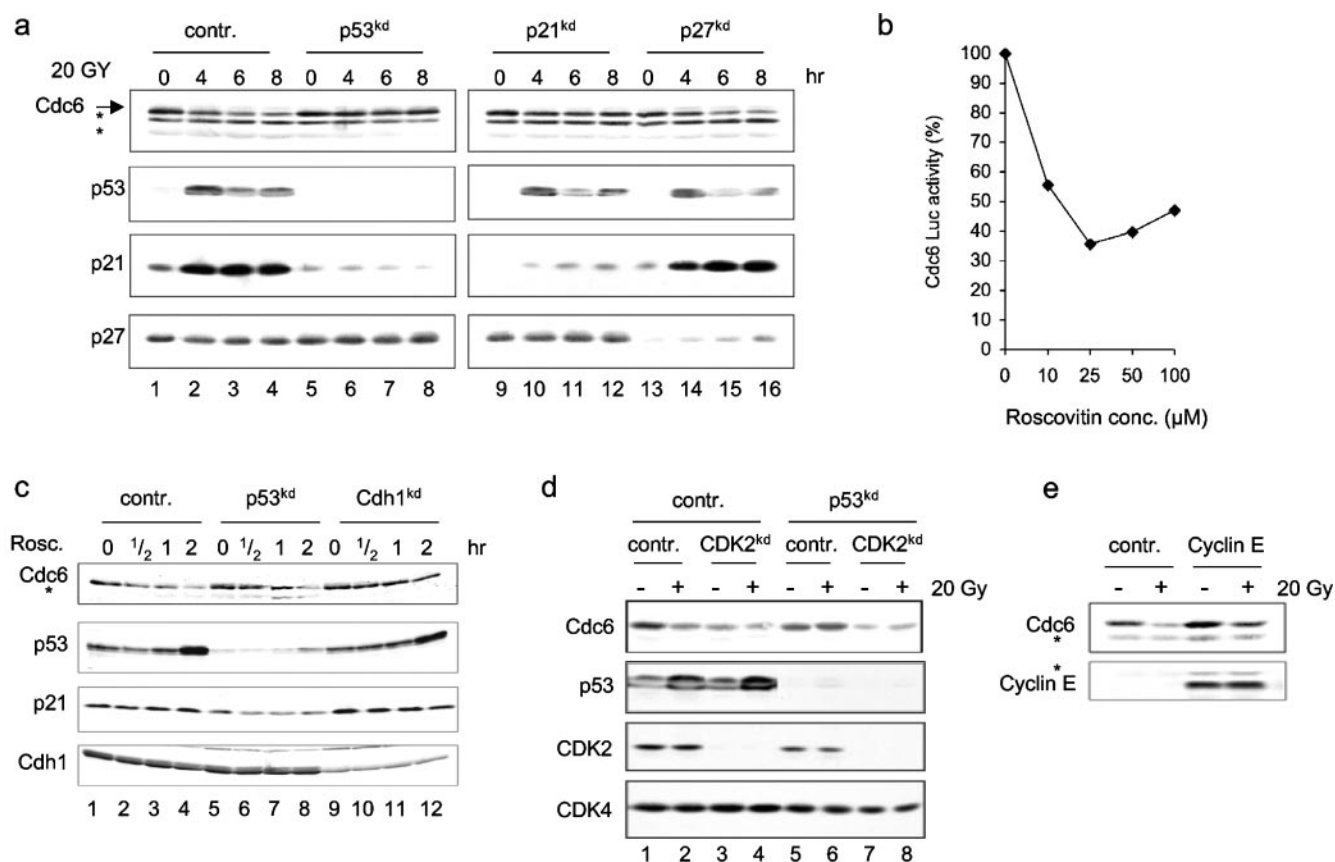 a
contr. p53kd p21kd p27kd
20 GY 0 4 6 8 0 4 6 8 0 4 6 8 0 4 6 8 hr
Cdc6
*
*
p53
p21
p27
1 2 3 4 5 6 7 8 9 10 11 12 13 14 15 16
b
Cdc6 Luc activity (%)
100
90
80
70
60
50
40
30
20
10
0
0 10 25 50 100
Roscovitin conc. (µM)
c
contr. p53kd Cdh1kd
Rosc. 0 1/2 1 2 0 1/2 1 2 0 1/2 1 2 hr
Cdc6
*
p53
p21
Cdh1
1 2 3 4 5 6 7 8 9 10 11 12
d
contr. p53kd
contr. CDK2kd contr. CDK2kd
- + - + - + - + 20 Gy
Cdc6
p53
CDK2
CDK4
1 2 3 4 5 6 7 8
e
contr. Cyclin E
- + - + 20 Gy
Cdc6
*
*
Cyclin E